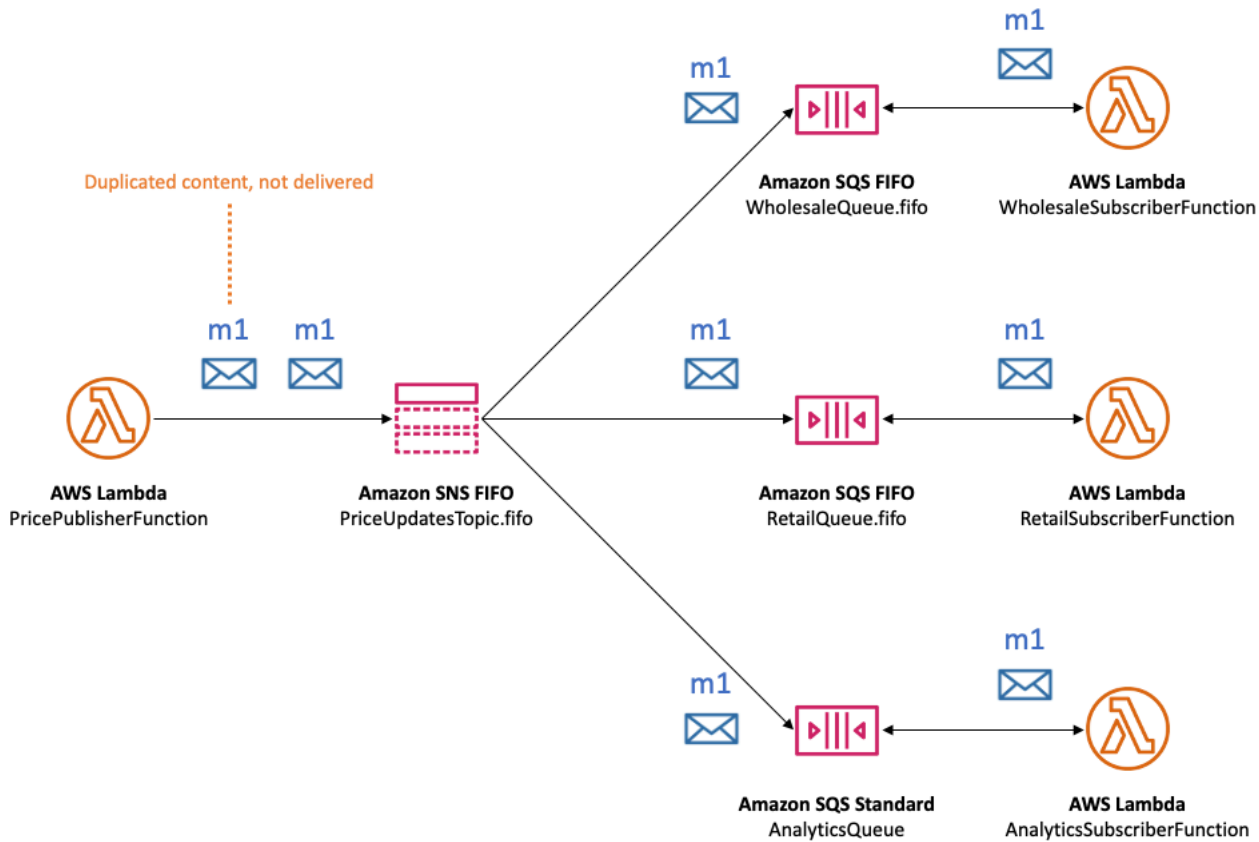 m1
m1
Amazon SQS FIFO
WholesaleQueue.fifo
AWS Lambda
WholesaleSubscriberFunction
Duplicated content, not delivered
m1
m1
m1
m1
AWS Lambda
PricePublisherFunction
Amazon SNS FIFO
PriceUpdatesTopic.fifo
Amazon SQS FIFO
RetailQueue.fifo
AWS Lambda
RetailSubscriberFunction
m1
m1
Amazon SQS Standard
AnalyticsQueue
AWS Lambda
AnalyticsSubscriberFunction